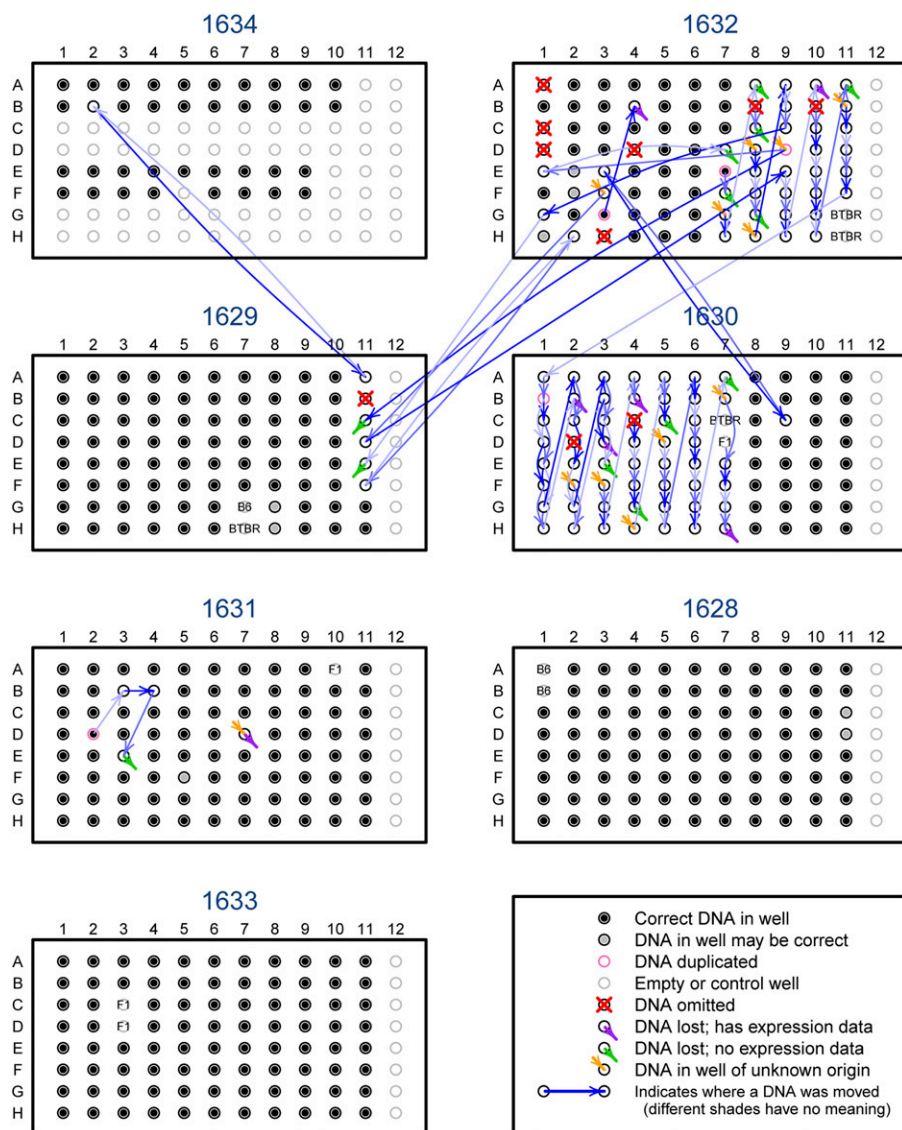 1634
1632
1 2 3 4 5 6 7 8 9 10 11 12
1 2 3 4 5 6 7 8 9 10 11 12
A
A
B
B
C
C
D
D
E
E
F
F
G
G
BTBR
H
H
BTBR
1629
1630
1 2 3 4 5 6 7 8 9 10 11 12
1 2 3 4 5 6 7 8 9 10 11 12
A
A
B
B
C
C
BTBR
D
D
F1
E
E
F
F
G
B6
G
H
BTBR
H
1631
1628
1 2 3 4 5 6 7 8 9 10 11 12
1 2 3 4 5 6 7 8 9 10 11 12
A
F1
A
B6
B
B
B6
C
C
D
D
E
E
F
F
G
G
H
H
1633
1 2 3 4 5 6 7 8 9 10 11 12
A
B
C
F1
D
F1
E
F
G
H
Correct DNA in well
DNA in well may be correct
DNA duplicated
Empty or control well
DNA omitted
DNA lost; has expression data
DNA lost; no expression data
DNA in well of unknown origin
Indicates where a DNA was moved
(different shades have no meaning)